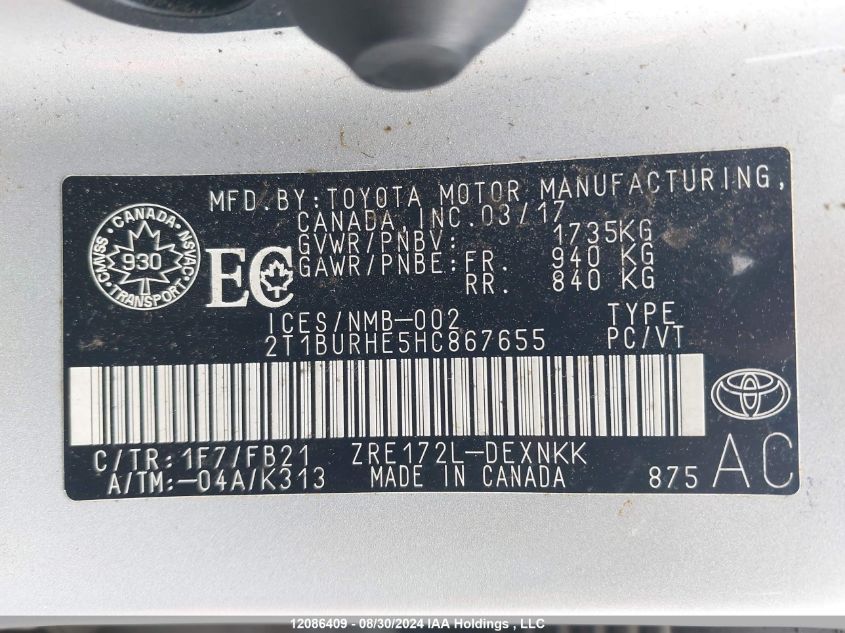 MFD.BY:TOYOTA MOTOR MANUFACTURING,
CANADA,INC.03/17
GVWR/PNBV: 1735KG
GAWR/PNBE: FR. 940 KG
RR. 840 KG
CANADA
CMVSS 930 NSVAC
TRANSPORT
EC
ICES/NMB-002 TYPE
2T1BURHE5HC867655 PC/VT
C/TR:1F7/FB21 ZRE172L-DEXNKK
A/TM:-04A/K313 MADE IN CANADA 875 AC
12086409 - 08/30/2024 IAA Holdings , LLC